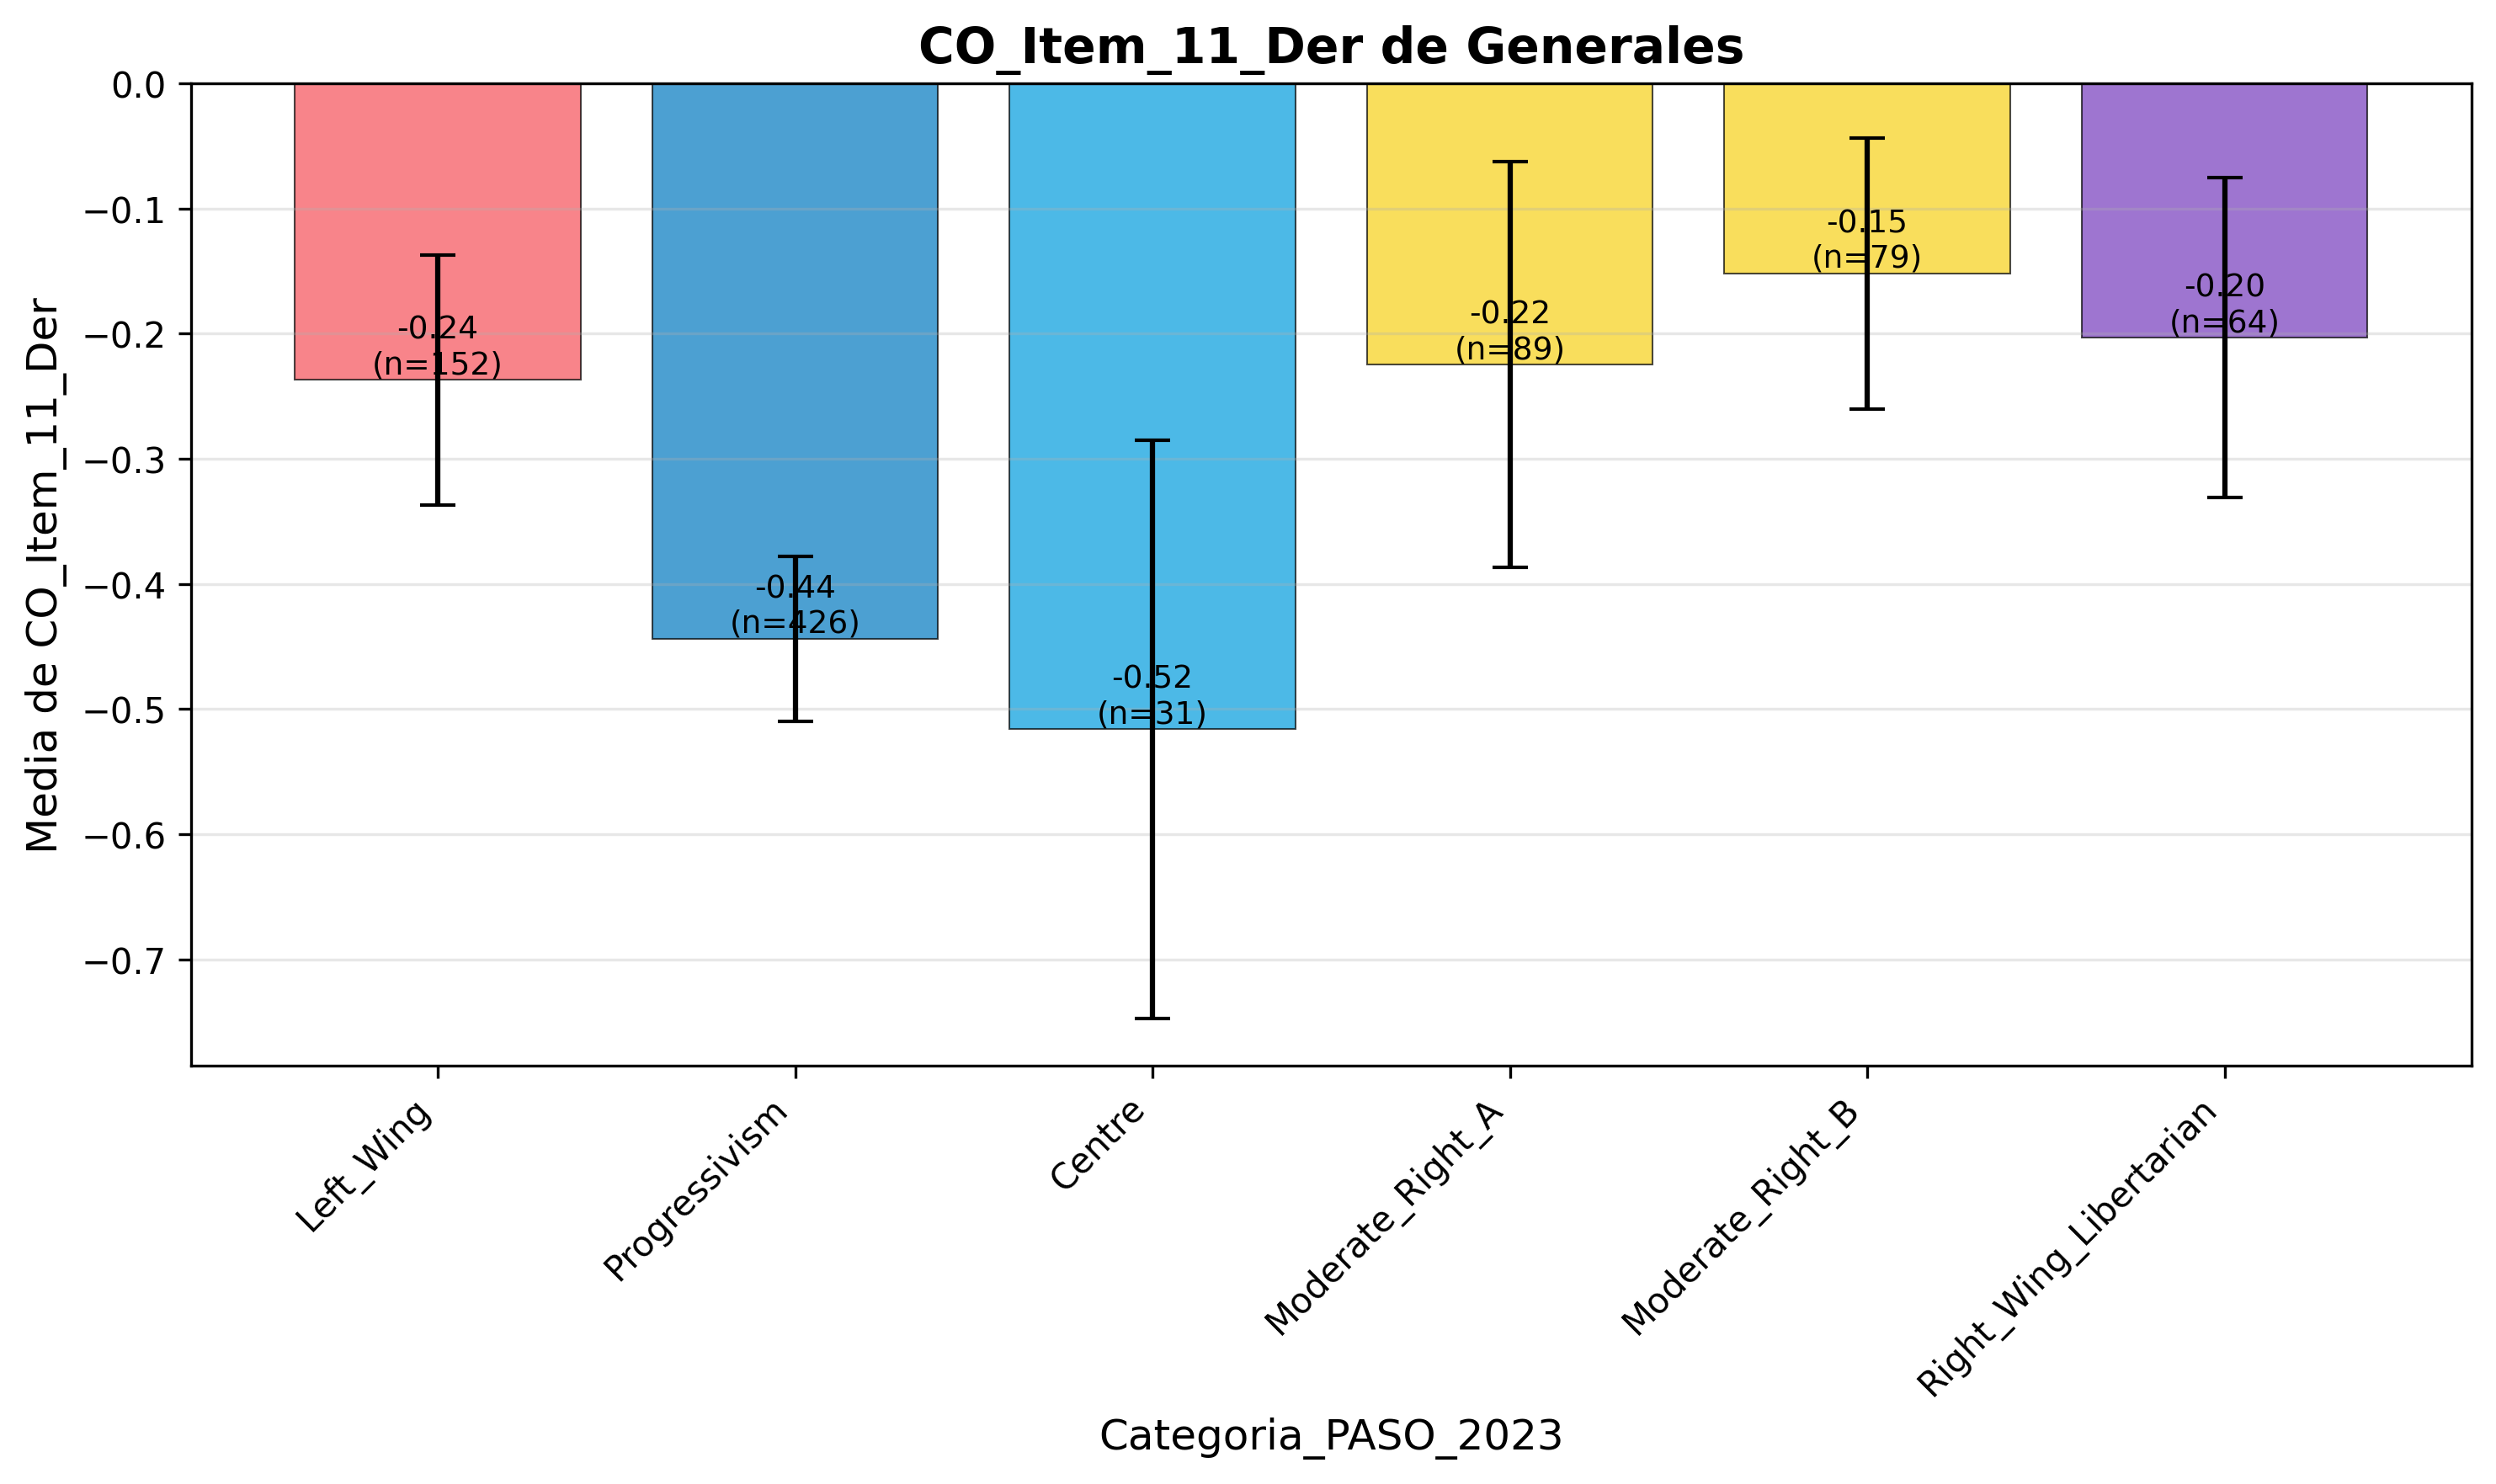 CO_Item_11_Der de Generales
Media de CO_Item_11_Der
0.0
−0.1
−0.2
−0.3
−0.4
−0.5
−0.6
−0.7
-0.24
(n=152)
-0.44
(n=426)
-0.52
(n=31)
-0.22
(n=89)
-0.15
(n=79)
-0.20
(n=64)
Left_Wing
Progressivism
Centre
Moderate_Right_A
Moderate_Right_B
Right_Wing_Libertarian
Categoria_PASO_2023